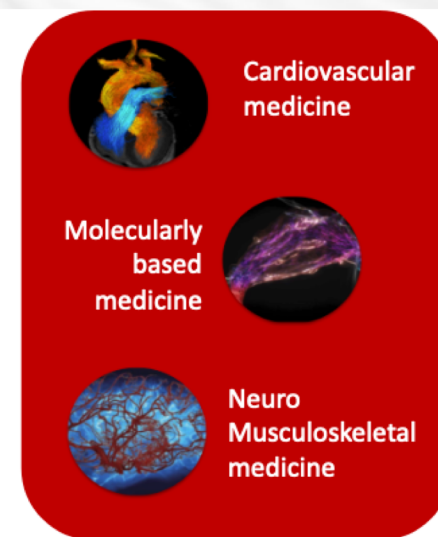 Cardiovascular
medicine
Molecularly
based
medicine
Neuro
Musculoskeletal
medicine